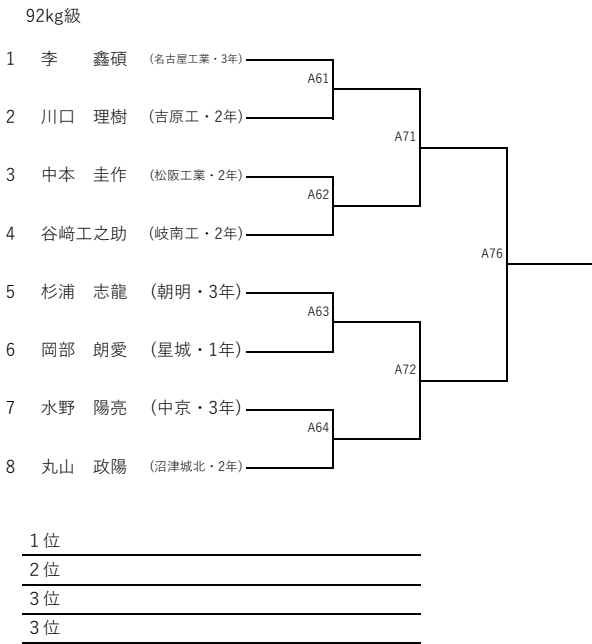 92kg級
1 李 鑫碩 (名古屋工業・3年)
A61
2 川口 理樹 (吉原工・2年)
A71
3 中本 圭作 (松阪工業・2年)
A62
4 谷﨑工之助 (岐南工・2年)
A76
5 杉浦 志龍 (朝明・3年)
A63
6 岡部 朗愛 (星城・1年)
A72
7 水野 陽亮 (中京・3年)
A64
8 丸山 政陽 (沼津城北・2年)
1位
2位
3位
3位